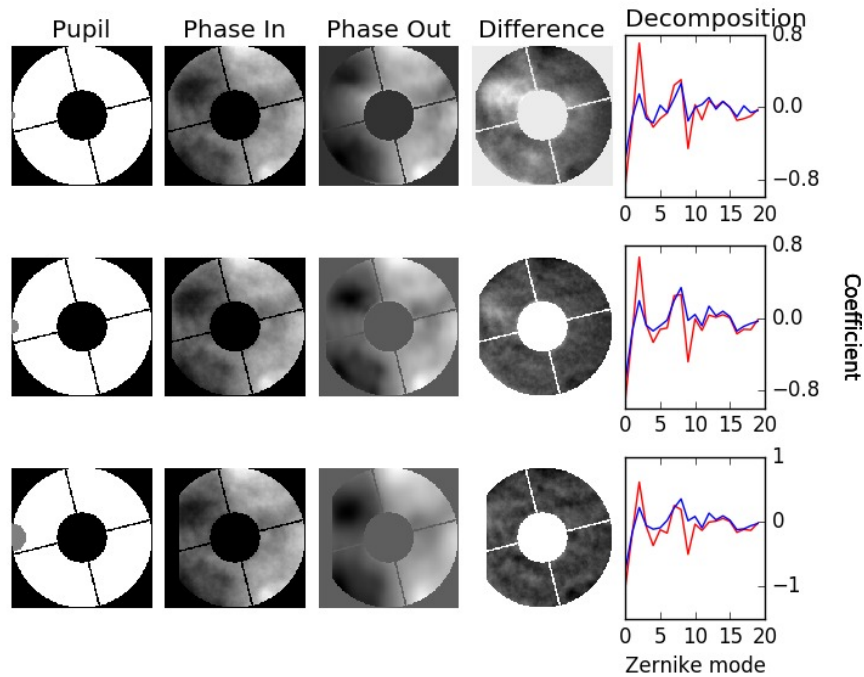 Pupil Phase In Phase Out Difference Decomposition
0.8
0.0
−0.8
0 5 10 15 20
0.8
0.0
−0.8
0 5 10 15 20
Coefficient
1
0
−1
0 5 10 15 20
Zernike mode